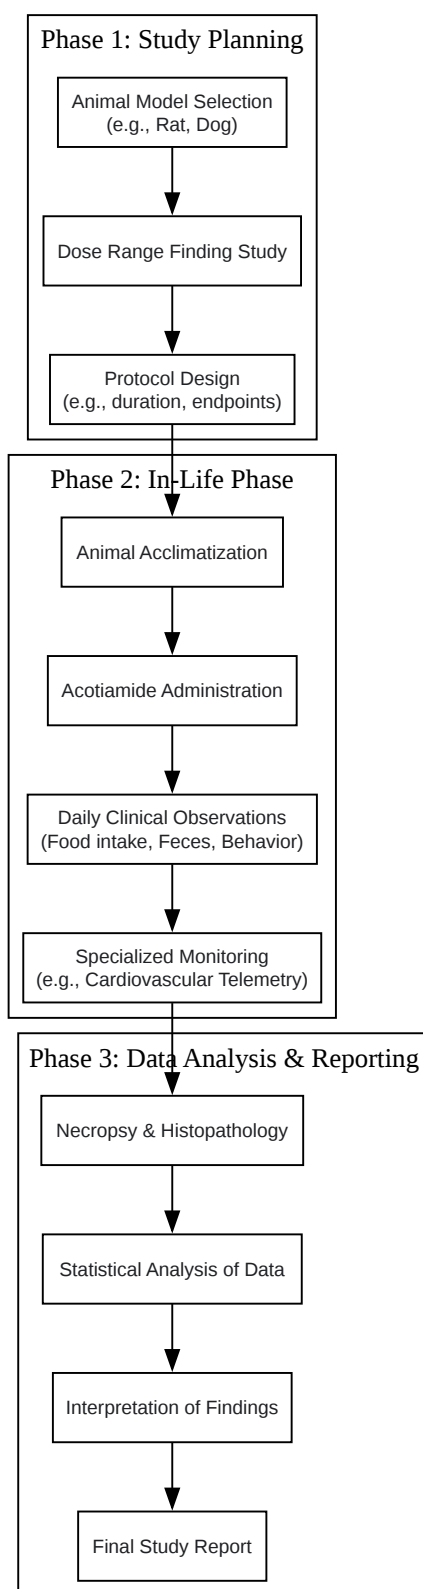 Phase 1: Study Planning
Animal Model Selection
(e.g., Rat, Dog)
Dose Range Finding Study
Protocol Design
(e.g., duration, endpoints)
Phase 2: In-Life Phase
Animal Acclimatization
Acotiamide Administration
Daily Clinical Observations
(Food intake, Feces, Behavior)
Specialized Monitoring
(e.g., Cardiovascular Telemetry)
Phase 3: Data Analysis & Reporting
Necropsy & Histopathology
Statistical Analysis of Data
Interpretation of Findings
Final Study Report